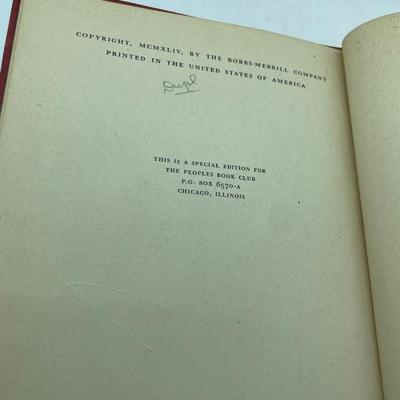 COPYRIGHT, MCMXLIV, BY THE BOBBS-MERRILL COMPANY
PRINTED IN THE UNITED STATES OF AMERICA
Dupl
THIS IS A SPECIAL EDITION FOR
THE PEOPLES BOOK CLUB
P.O. BOX 6570-A
CHICAGO, ILLINOIS